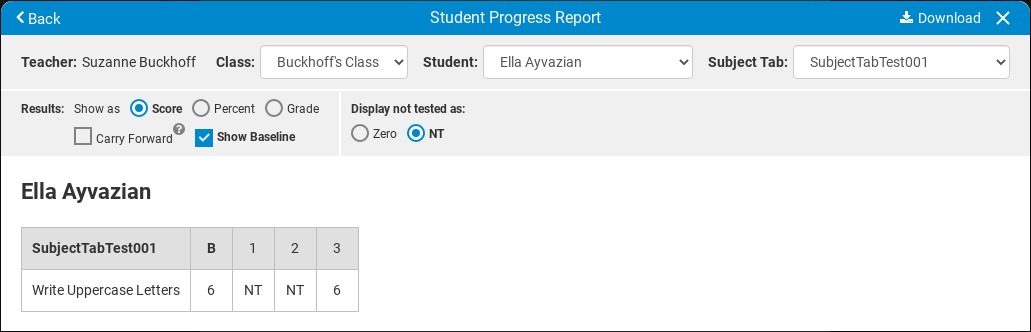 Back Student Progress Report Download
Teacher: Suzanne Buckhoff Class: Buckhoff's Class Student: Ella Ayvazian Subject Tab: SubjectTabTest001
Results: Show as Score Percent Grade Display not tested as:
Carry Forward ? Show Baseline Zero NT
Ella Ayvazian
SubjectTabTest001 B 1 2 3
Write Uppercase Letters 6 NT NT 6